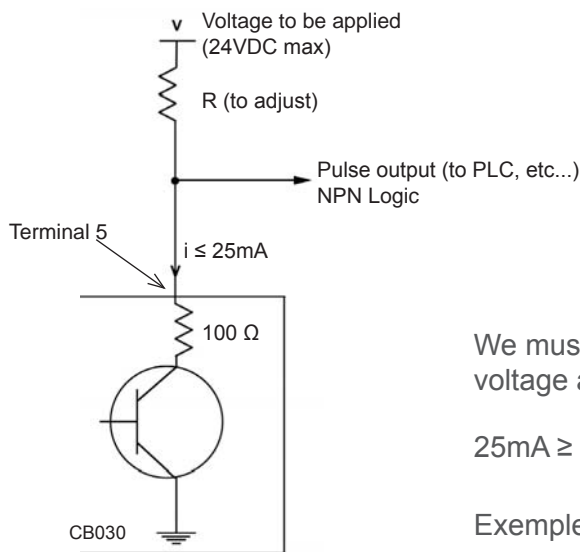 v
Voltage to be applied
(24VDC max)
R (to adjust)
Pulse output (to PLC, etc...)
NPN Logic
Terminal 5
i ≤ 25mA
100 Ω
CB030
We mus
voltage a
25mA ≥
Exemple